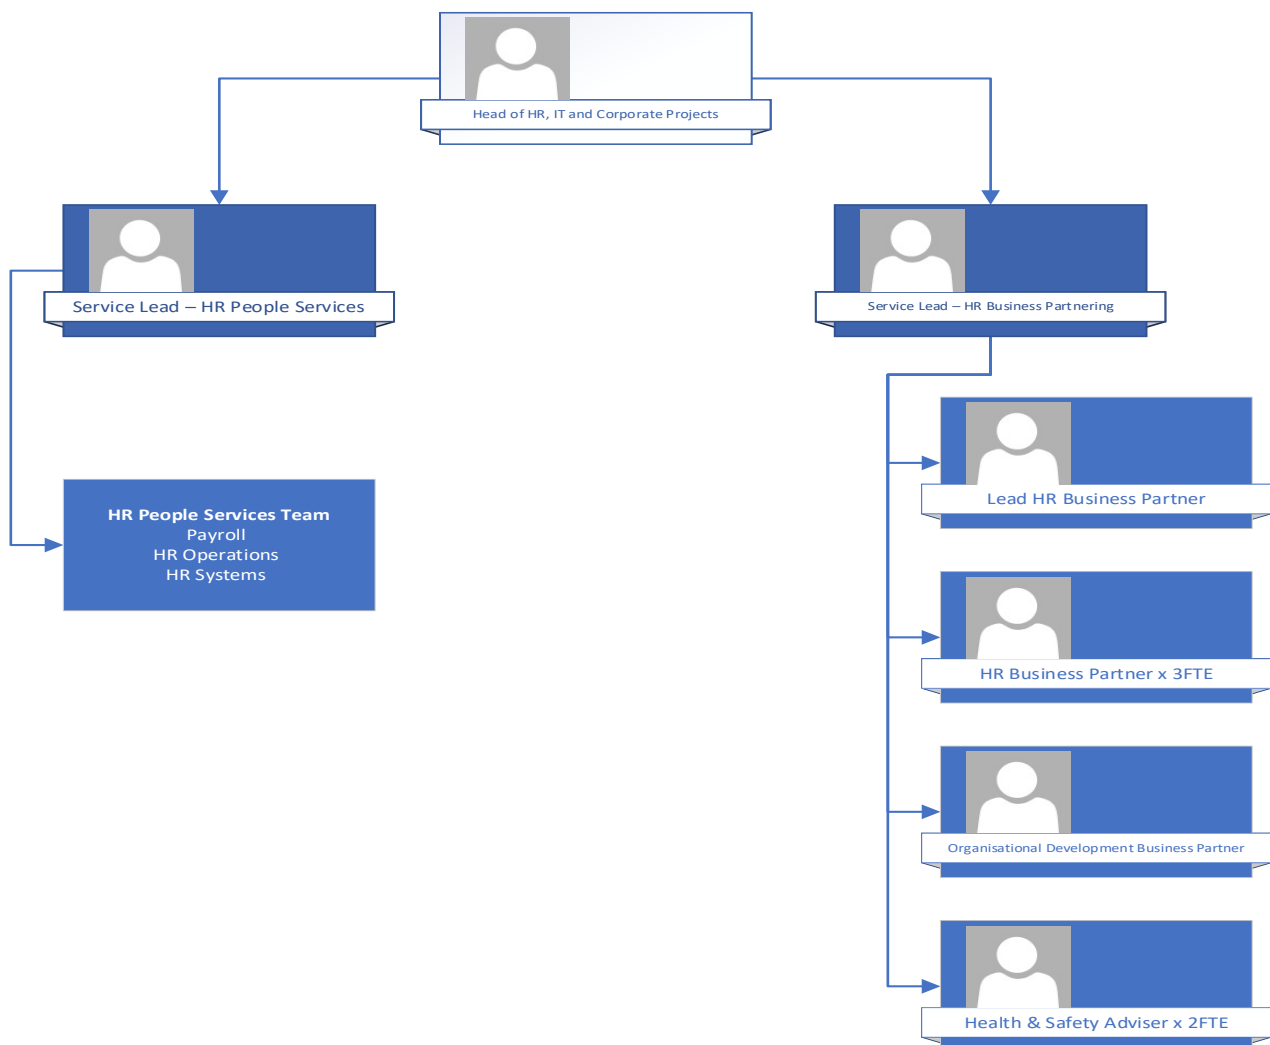 Head of HR, IT and Corporate Projects
Service Lead – HR People Services
Service Lead – HR Business Partnering
HR People Services Team
Payroll
HR Operations
HR Systems
Lead HR Business Partner
HR Business Partner x 3FTE
Organisational Development Business Partner
Health & Safety Adviser x 2FTE